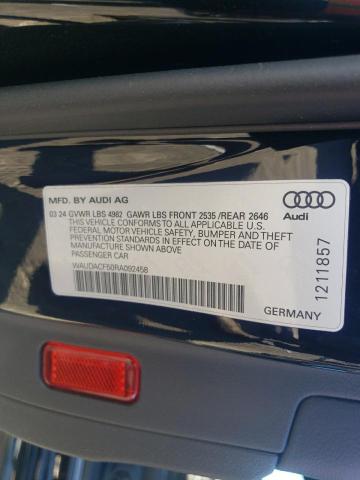 MFD. BY AUDI AG
03 24 GVWR LBS 4982 GAWR LBS FRONT 2535 /REAR 2646
THIS VEHICLE CONFORMS TO ALL APPLICABLE
FEDERAL MOTOR VEHICLE SAFETY, BUMPER AND THEFT
PREVENTION STANDARDS IN EFFECT ON THE DATE OF
MANUFACTURE SHOWN ABOVE
PASSENGER CAR
WAUDACF50RA092458
Audi
1211857
GERMANY